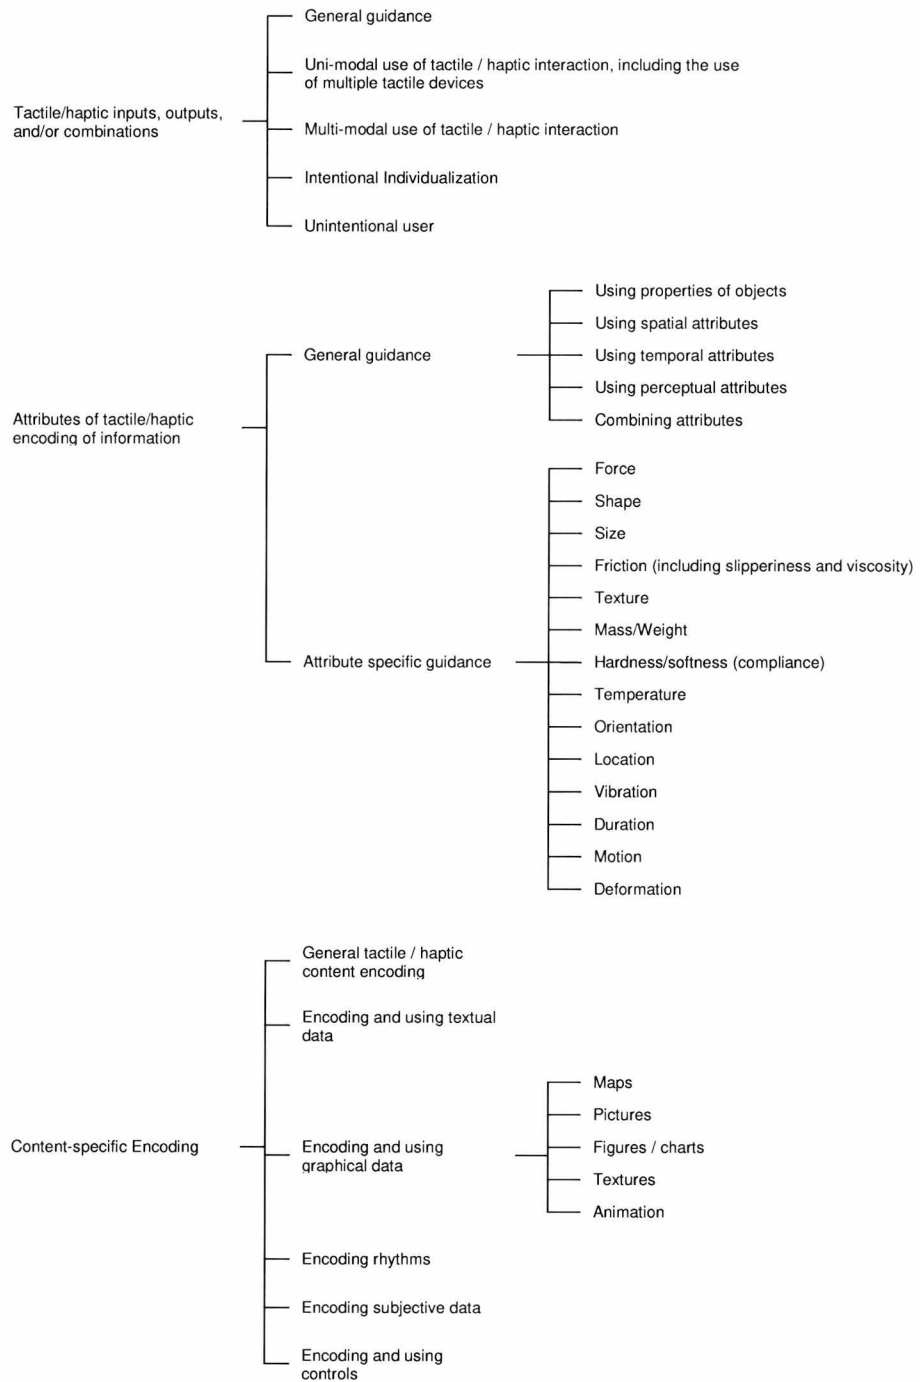 General guidance
Uni-modal use of tactile / haptic interaction, including the use
of multiple tactile devices
Tactile/haptic inputs, outputs,
and/or combinations
Multi-modal use of tactile / haptic interaction
Intentional Individualization
Unintentional user
Attributes of tactile/haptic
encoding of information
General guidance
Using properties of objects
Using spatial attributes
Using temporal attributes
Using perceptual attributes
Combining attributes
Attribute specific guidance
Force
Shape
Size
Friction (including slipperiness and viscosity)
Texture
Mass/Weight
Hardness/softness (compliance)
Temperature
Orientation
Location
Vibration
Duration
Motion
Deformation
Content-specific Encoding
General tactile / haptic
content encoding
Encoding and using textual
data
Encoding and using
graphical data
Maps
Pictures
Figures / charts
Textures
Animation
Encoding rhythms
Encoding subjective data
Encoding and using
controls